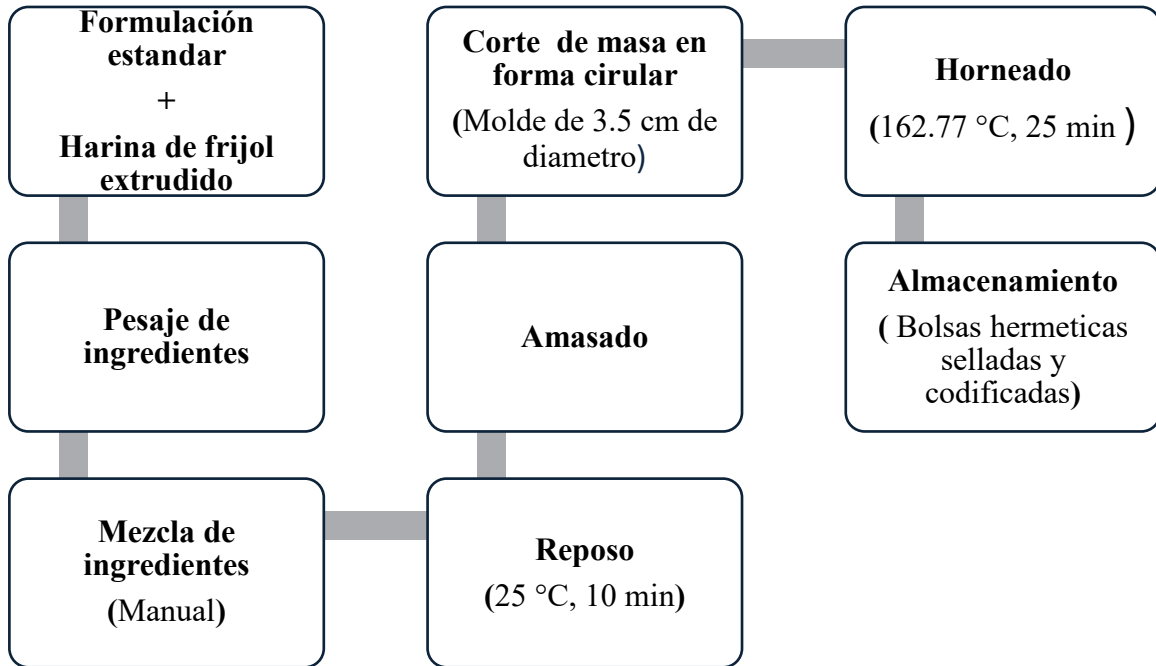 Formulación
estandar
+
Harina de frijol
extrudido
Pesaje de
ingredientes
Mezcla de
ingredientes
(Manual)
Reposo
(25 °C, 10 min)
Amasado
Corte de masa en
forma cirular
(Molde de 3.5 cm de
diametro)
Horneado
(162.77 °C, 25 min )
Almacenamiento
( Bolsas hermeticas
selladas y
codificadas)